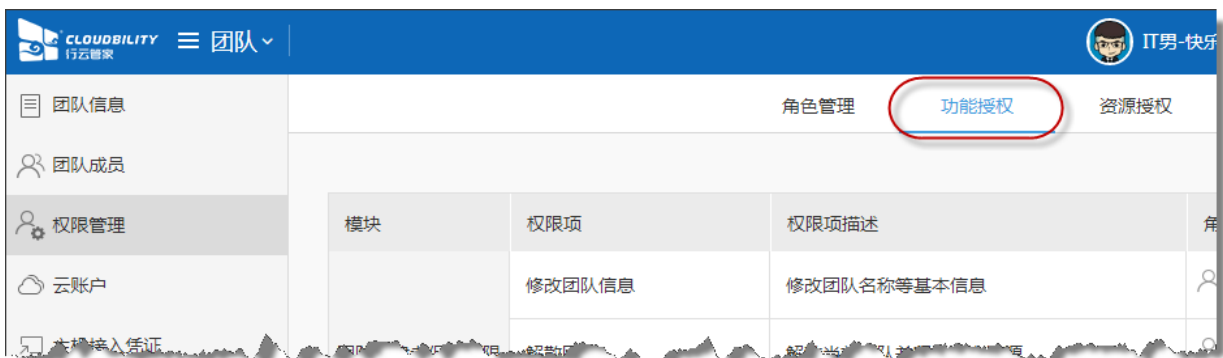 CLOUDBILITY
行云管家
团队
IT男-快乐
团队信息
角色管理
功能授权
资源授权
团队成员
权限管理
模块
权限项
权限项描述
云账户
修改团队信息
修改团队名称等基本信息